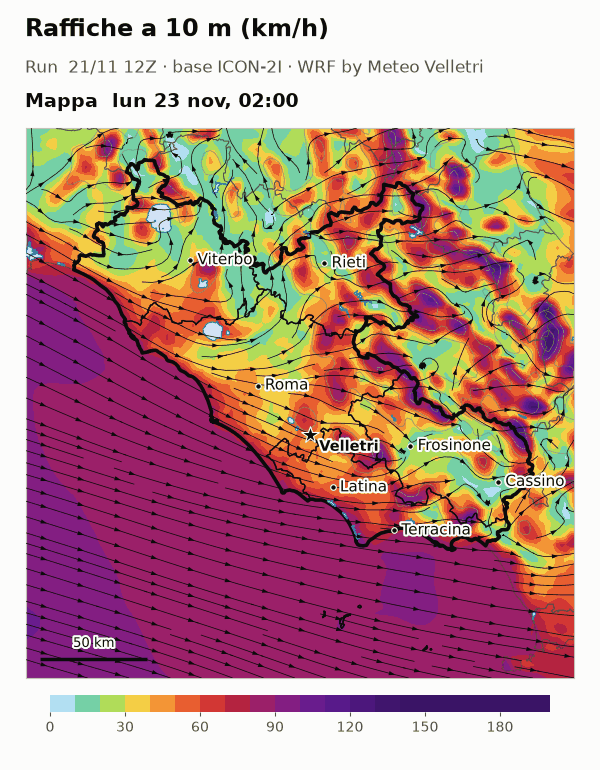 Raffiche a 10 m (km/h)
Run 21/11 12Z · base ICON-2I · WRF by Meteo Velletri
Mappa lun 23 nov, 02:00
Viterbo
Rieti
Roma
Velletri
Frosinone
Latina
Cassino
Terracina
50 km
0 30 60 90 120 150 180